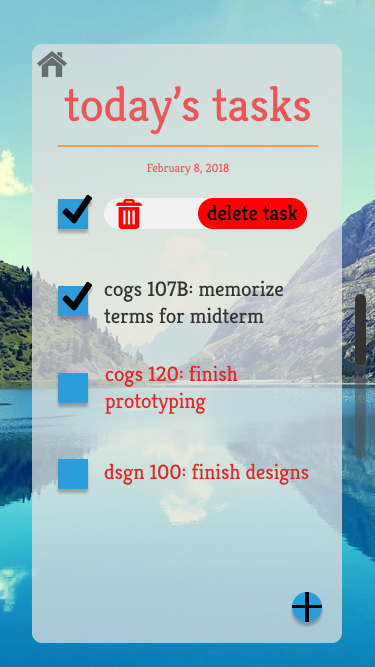 today's tasks
February 8, 2018
delete task
cogs 107B: memorize
terms for midterm
cogs 120: finish
prototyping
dsgn 100: finish designs